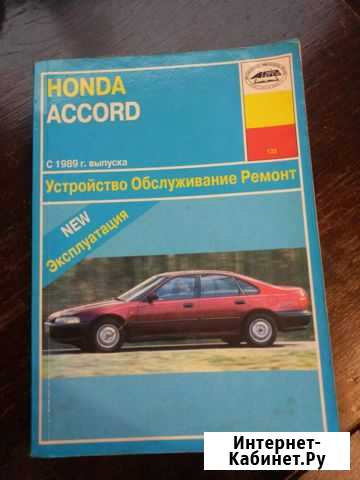 HONDA
ACCORD
С 1989 г. выпуска
Устройство Обслуживание Ремонт
NEW
Эксплуатация
Интернет-
Кабинет.Ру